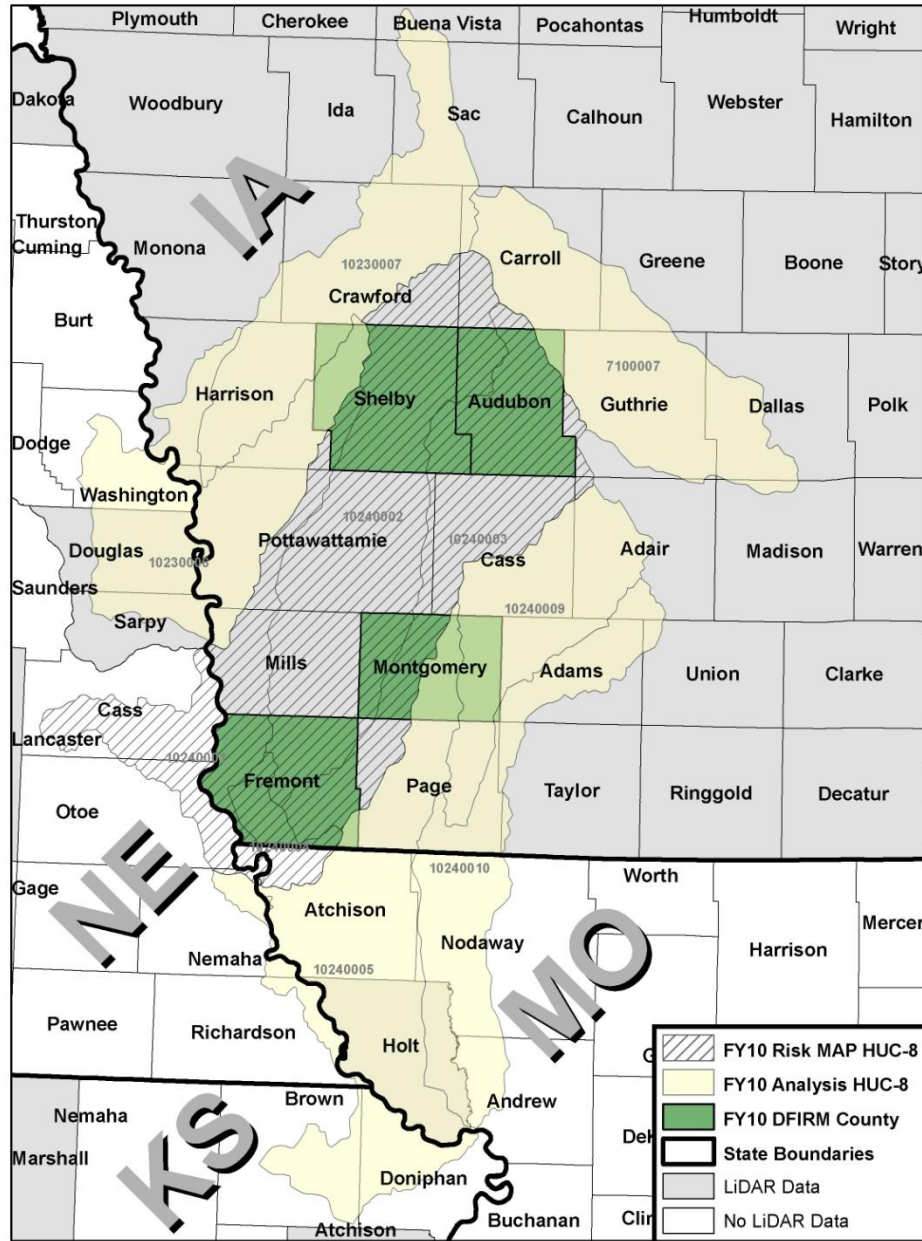 Plymouth
Cherokee
Buena Vista
Pocahontas
Humboldt
Wright
Dakota
Woodbury
Ida
Sac
Calhoun
Webster
Hamilton
IA
Thurston
Cuming
Monona
10230007
Crawford
Carroll
Greene
Boone
Story
Burt
Harrison
Shelby
Audubon
7100007
Guthrie
Dallas
Polk
Dodge
Washington
Douglas
10230006
Pottawattamie
10240002
10240003
Cass
Adair
Madison
Warren
Saunders
Sarpy
10240009
Mills
Montgomery
Adams
Union
Clarke
Cass
Lancaster
Fremont
Page
Taylor
Ringgold
Decatur
Otoe
NE
Gage
10240010
Worth
Atchison
Nodaway
Harrison
Mercer
Nemaha
10240005
MO
Pawnee
Richardson
Holt
Andrew
Nemaha
Brown
KS
Marshall
Doniphan
Atchison
Buchanan
FY10 Risk MAP HUC-8
FY10 Analysis HUC-8
FY10 DFIRM County
State Boundaries
LiDAR Data
No LiDAR Data